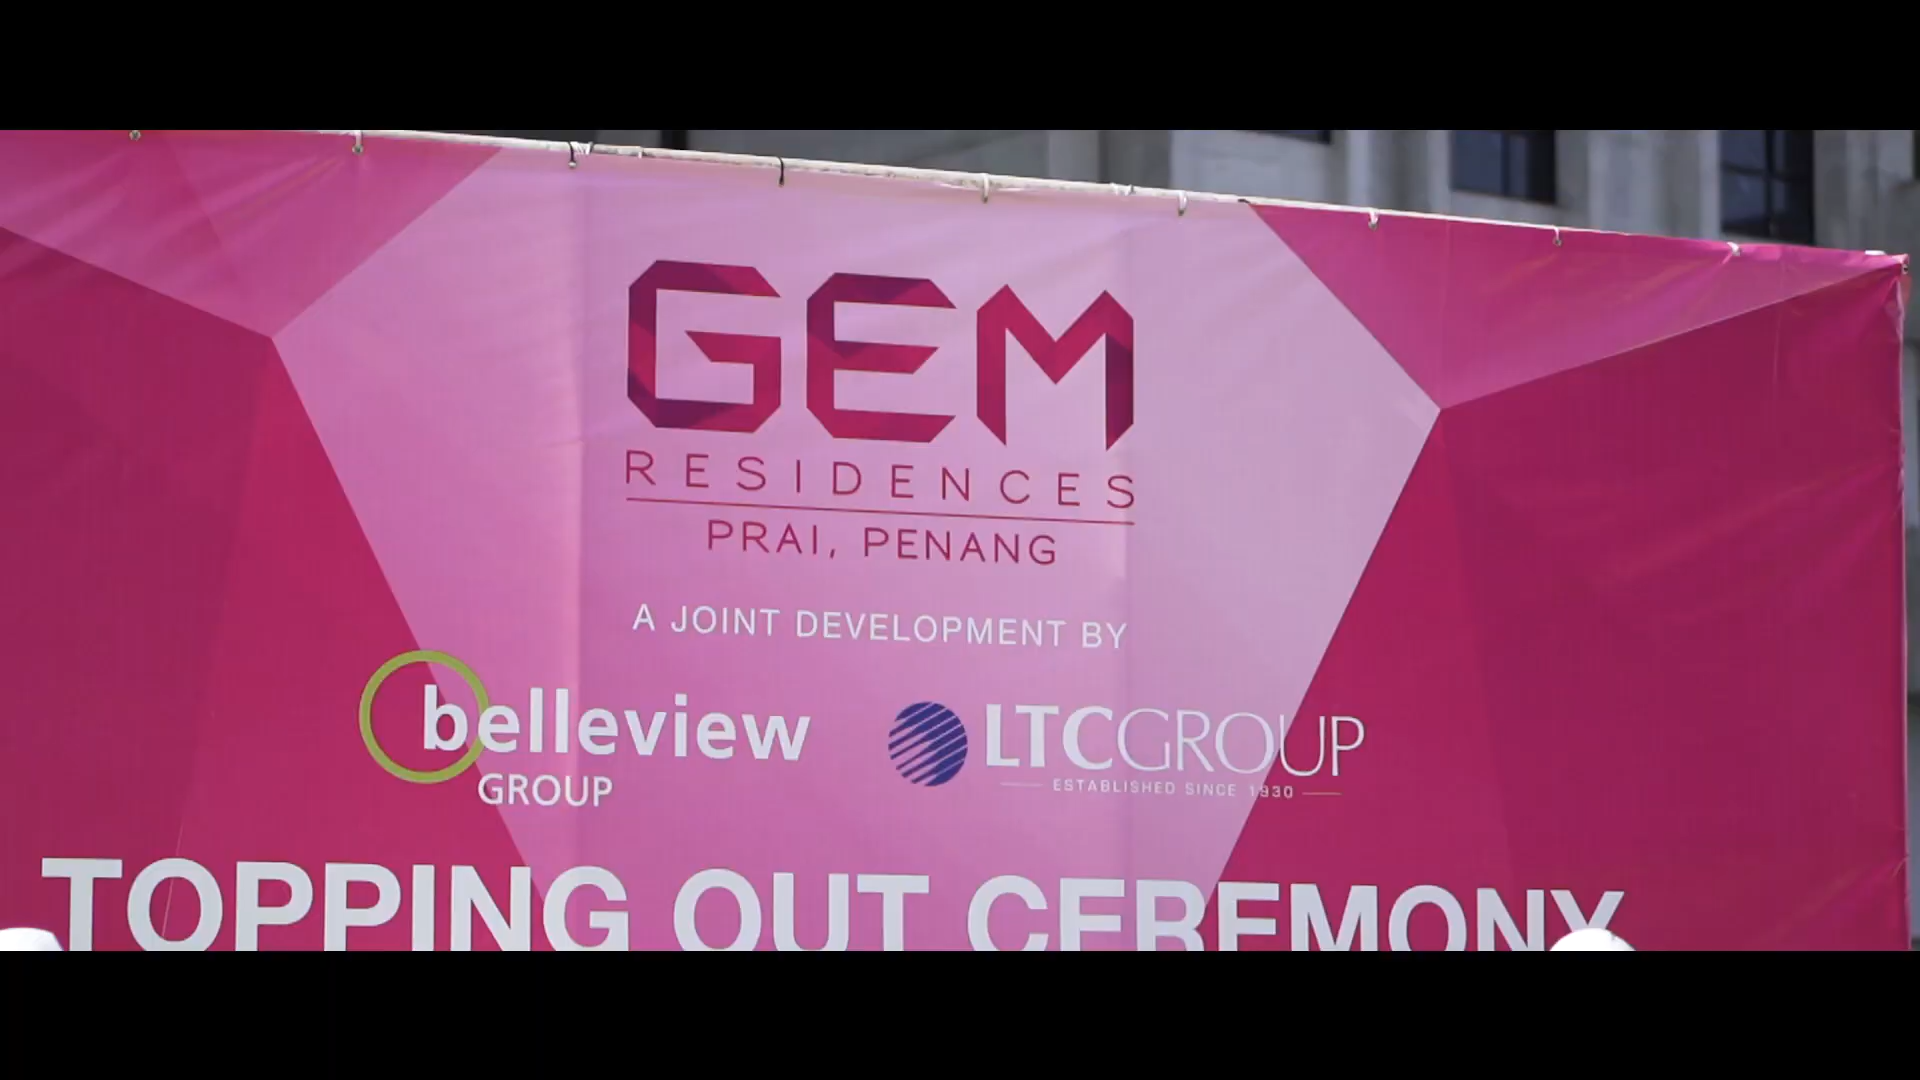 GEM
RESIDENCES
PRAI, PENANG
A JOINT DEVELOPMENT BY
belleview
GROUP
LTCGROUP
ESTABLISHED SINCE 1930
TOPPING OUT CEREMONY